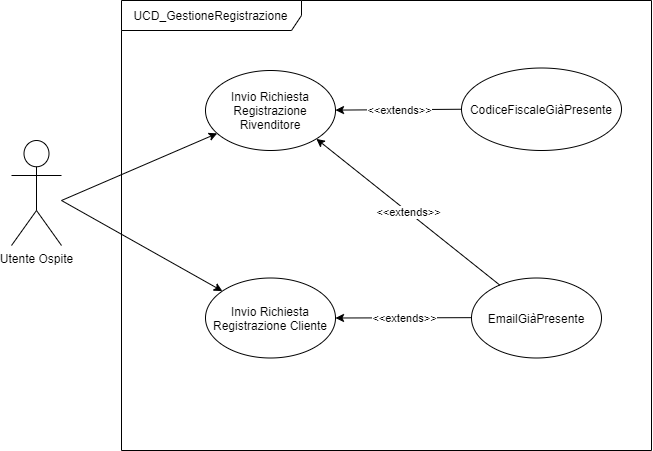 UCD_GestioneRegistrazione
Invio Richiesta
Registrazione
Rivenditore
<<extends>>
CodiceFiscaleGiàPresente
<<extends>>
Utente Ospite
Invio Richiesta
Registrazione Cliente
<<extends>>
EmailGiàPresente